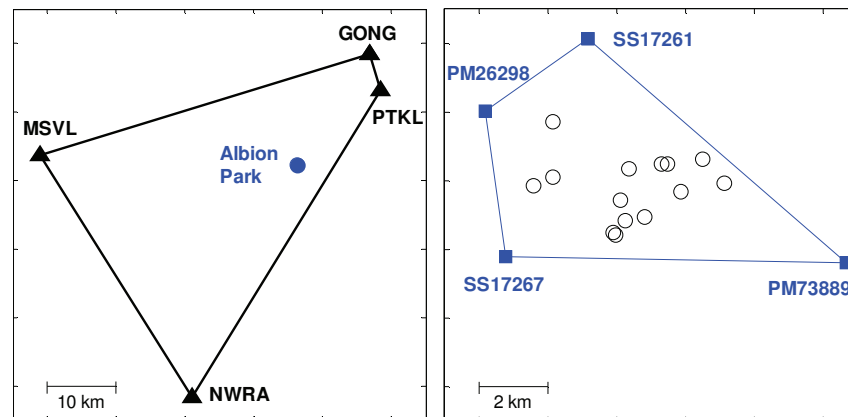 GONG
PTKL
MSVL
Albion
Park
NWRA
10 km
SS17261
PM26298
SS17267
PM73889
2 km